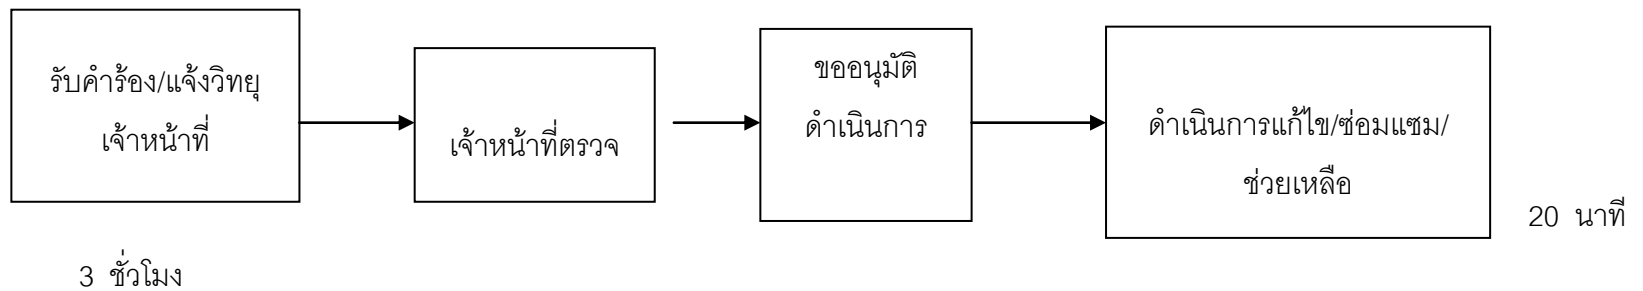 รับคำร้อง/แจ้งวิทยุ
เจ้าหน้าที่
เจ้าหน้าที่ตรวจ
ขออนุมัติ
ดำเนินการ
ดำเนินการแก้ไข/ซ่อมแซม/
ช่วยเหลือ
20 นาที
3 ชั่วโมง